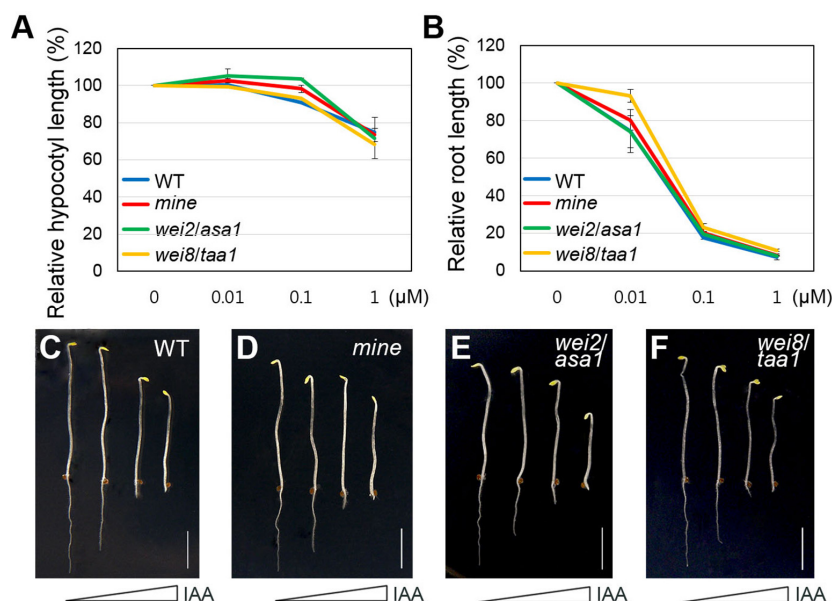 A
Relative hypocotyl length (%)
120
100
80
60
40
20
0
WT
mine
wei2/asa1
wei8/taa1
0 0.01 0.1 1 (μM)
B
Relative root length (%)
120
100
80
60
40
20
0
WT
mine
wei2/asa1
wei8/taa1
0 0.01 0.1 1 (μM)
C
WT
IAA
D
mine
IAA
E
wei2/
asa1
IAA
F
wei8/
taa1
IAA